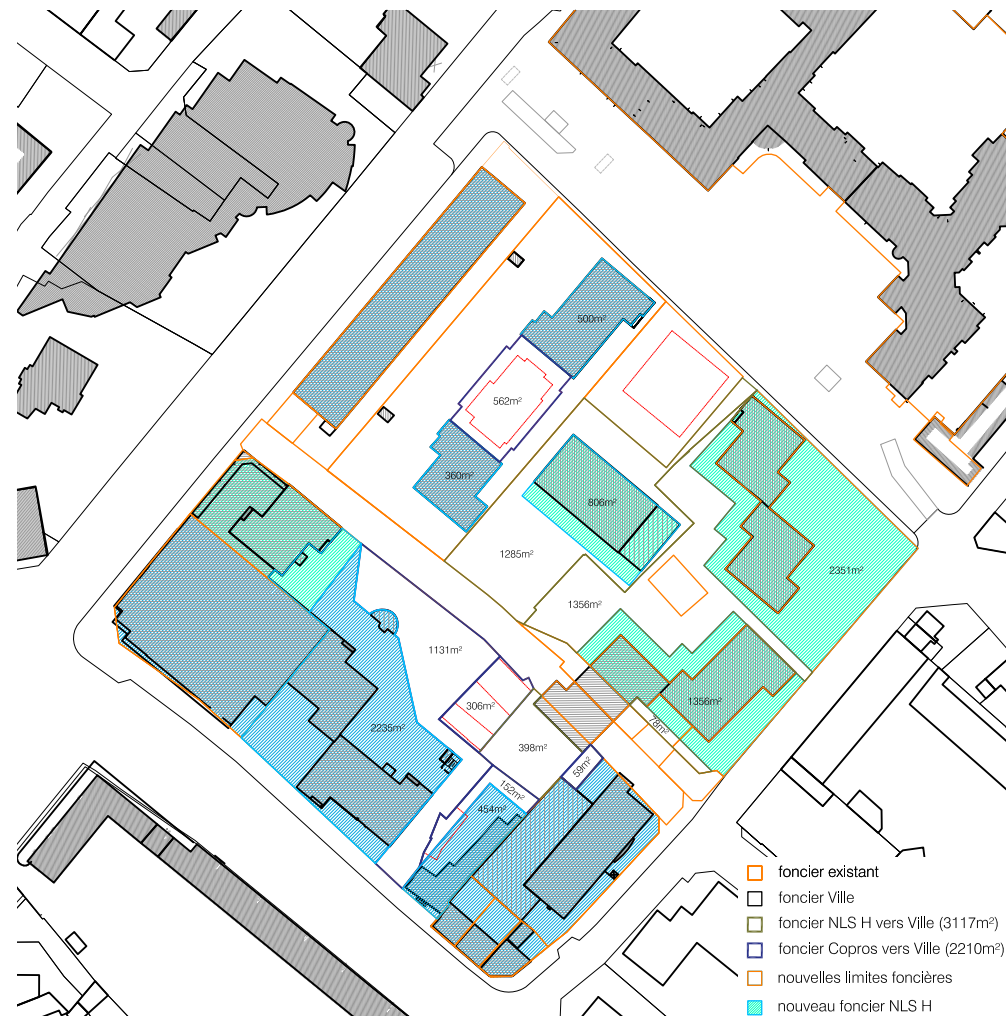 500m²
562m²
360m²
806m²
1285m²
2351m²
1356m²
1131m²
306m²
1356m²
78m²
2235m²
398m²
59m²
152m²
454m²
foncier existant
foncier Ville
foncier NLS H vers Ville (3117m²)
foncier Copros vers Ville (2210m²)
nouvelles limites foncières
nouveau foncier NLS H